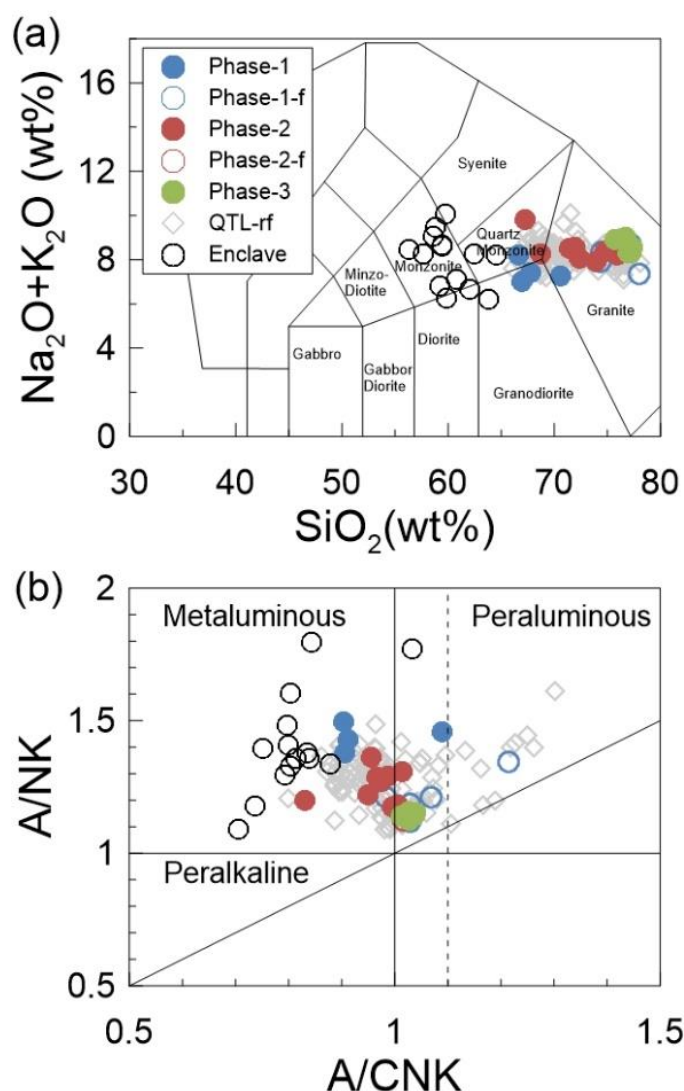 (a)
Na₂O+K₂O (wt%)
16
12
8
4
0
Phase-1
Phase-1-f
Phase-2
Phase-2-f
Phase-3
QTL-rf
Enclave
Syenite
Quartz
Monzonite
Monzonite
Minzo-
Diotite
Granite
Gabbro
Gabbor
Diorite
Diorite
Granodiorite
30 40 50 60 70 80
SiO₂(wt%)
(b)
A/NK
2
1.5
1
0.5
Metaluminous
Peraluminous
Peralkaline
0.5 1 1.5
A/CNK